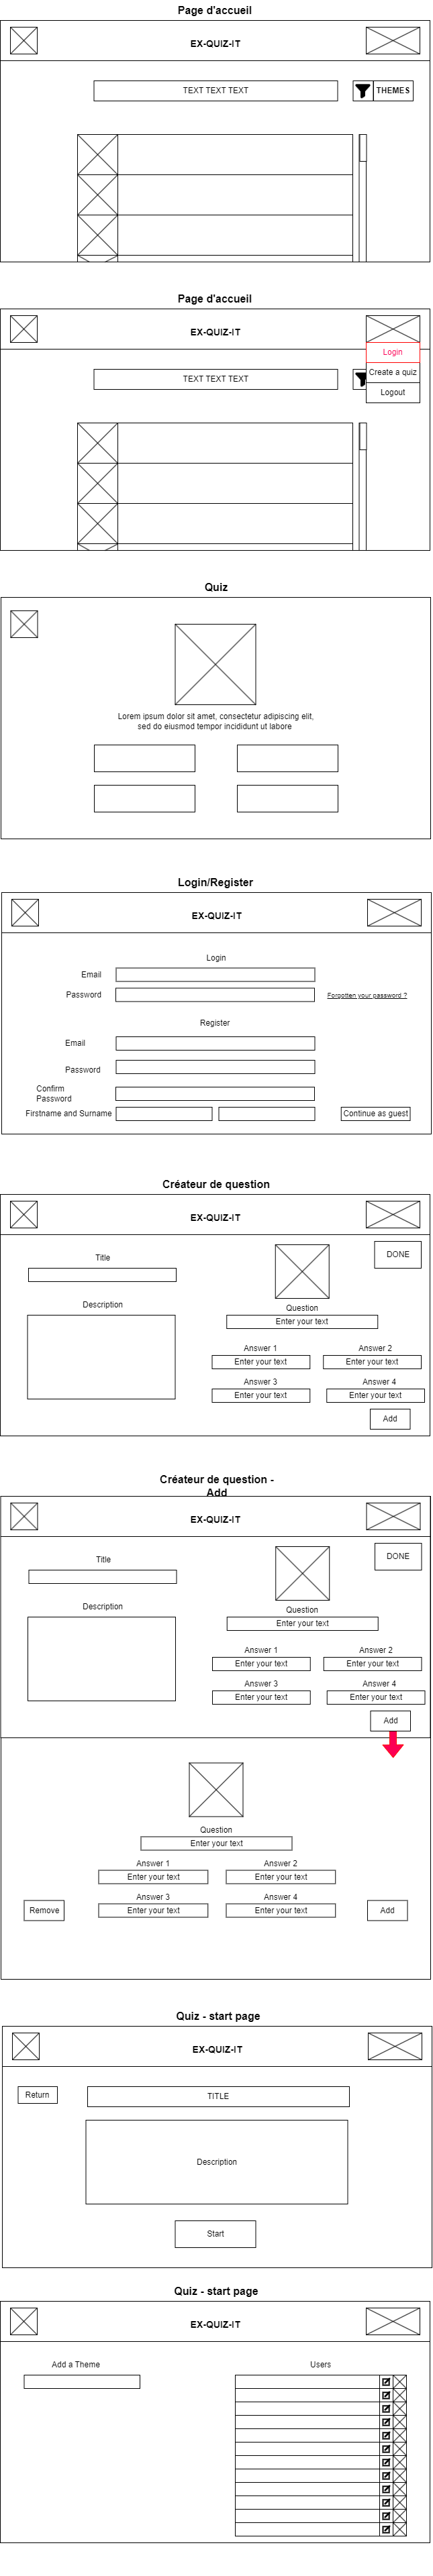 Page d'accueil
EX-QUIZ-IT
TEXT TEXT TEXT
THEMES
Page d'accueil
EX-QUIZ-IT
Login
TEXT TEXT TEXT
Create a quiz
Logout
Quiz
Lorem ipsum dolor sit amet, consectetur adipiscing elit,
sed do eiusmod tempor incididunt ut labore
Login/Register
EX-QUIZ-IT
Login
Email
Password
Forgotten your password ?
Register
Email
Password
Confirm
Password
Firstname and Surname
Continue as guest
Créateur de question
EX-QUIZ-IT
DONE
Title
Description
Question
Enter your text
Answer 1
Answer 2
Enter your text
Enter your text
Answer 3
Answer 4
Enter your text
Enter your text
Add
Créateur de question -
Add
EX-QUIZ-IT
DONE
Title
Description
Question
Enter your text
Answer 1
Answer 2
Enter your text
Enter your text
Answer 3
Answer 4
Enter your text
Enter your text
Add
Question
Enter your text
Answer 1
Answer 2
Enter your text
Enter your text
Answer 3
Answer 4
Remove
Enter your text
Enter your text
Add
Quiz - start page
EX-QUIZ-IT
Return
TITLE
Description
Start
Quiz - start page
EX-QUIZ-IT
Add a Theme
Users